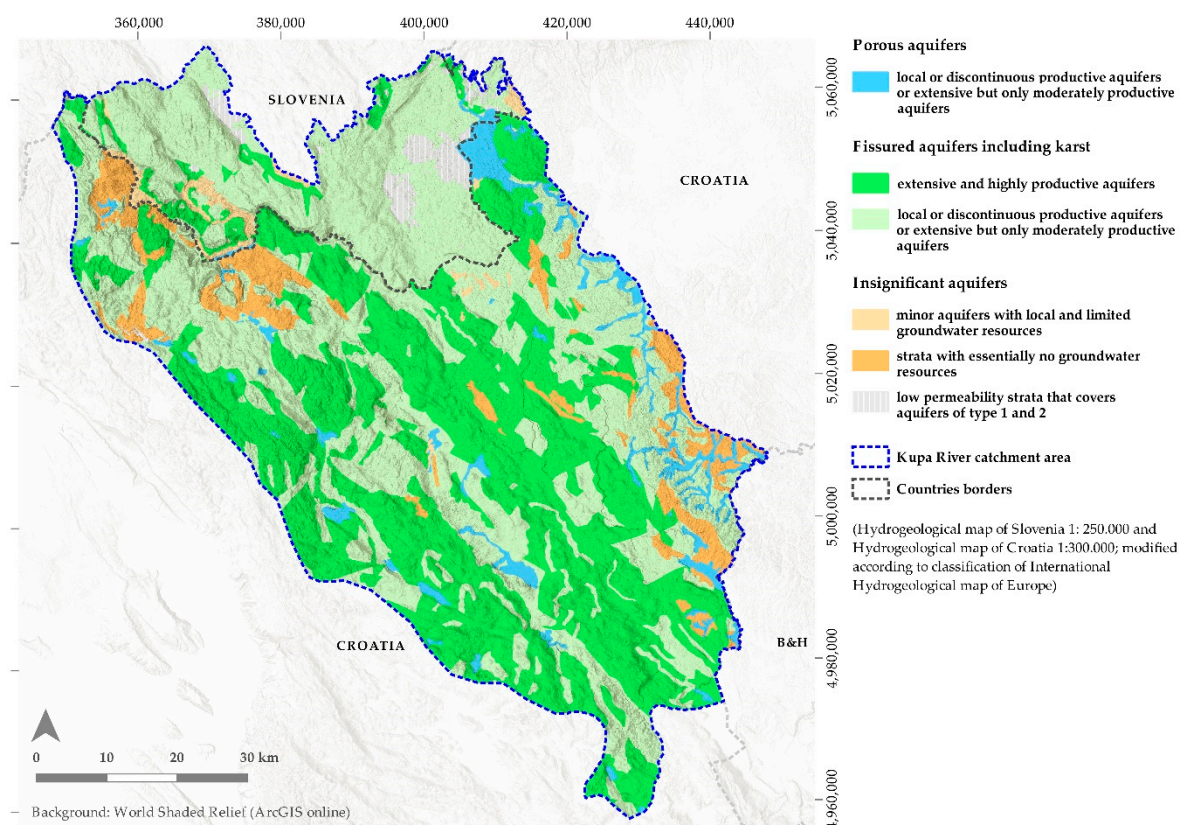 360,000
380,000
400,000
420,000
440,000
SLOVENIA
CROATIA
CROATIA
B&H
5,060,000
5,040,000
5,020,000
5,000,000
4,980,000
4,960,000
0 10 20 30 km
Background: World Shaded Relief (ArcGIS online)
Porous aquifers
local or discontinuous productive aquifers
or extensive but only moderately productive
aquifers
Fissured aquifers including karst
extensive and highly productive aquifers
local or discontinuous productive aquifers
or extensive but only moderately productive
aquifers
Insignificant aquifers
minor aquifers with local and limited
groundwater resources
strata with essentially no groundwater
resources
low permeability strata that covers
aquifers of type 1 and 2
Kupa River catchment area
Countries borders
(Hydrogeological map of Slovenia 1: 250.000 and
Hydrogeological map of Croatia 1:300.000; modified
according to classification of International
Hydrogeological map of Europe)